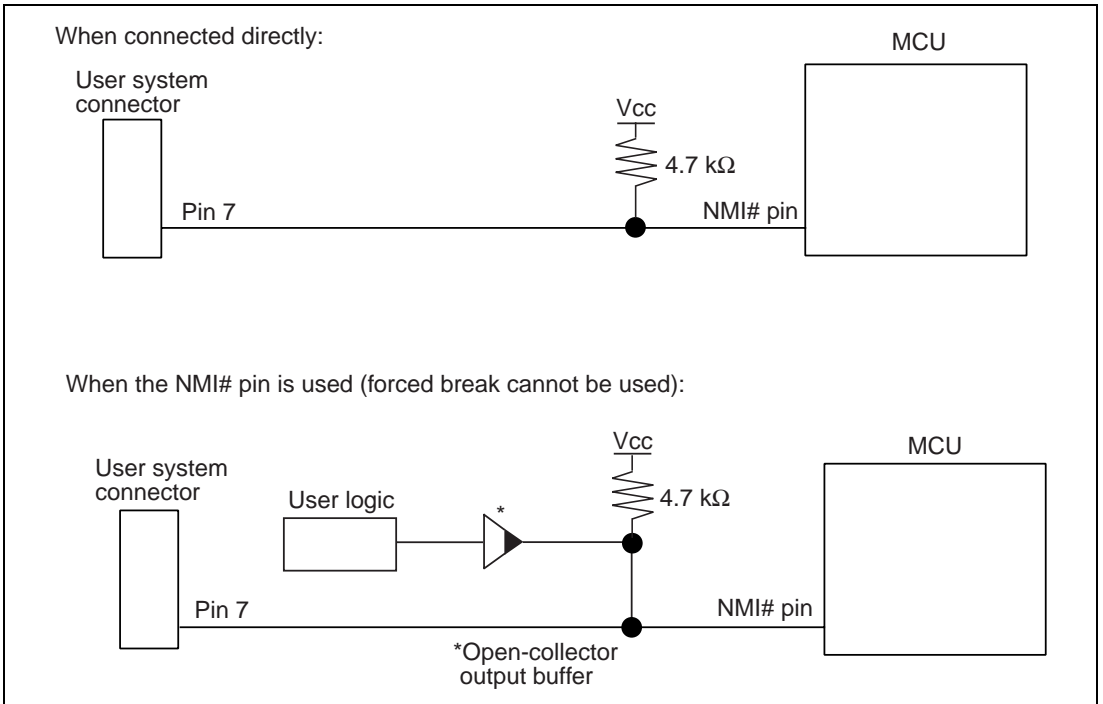 When connected directly:
MCU
User system
connector
Vcc
4.7 kΩ
Pin 7
NMI# pin
When the NMI# pin is used (forced break cannot be used):
Vcc
MCU
User system
connector
User logic
*
4.7 kΩ
Pin 7
NMI# pin
*Open-collector
output buffer